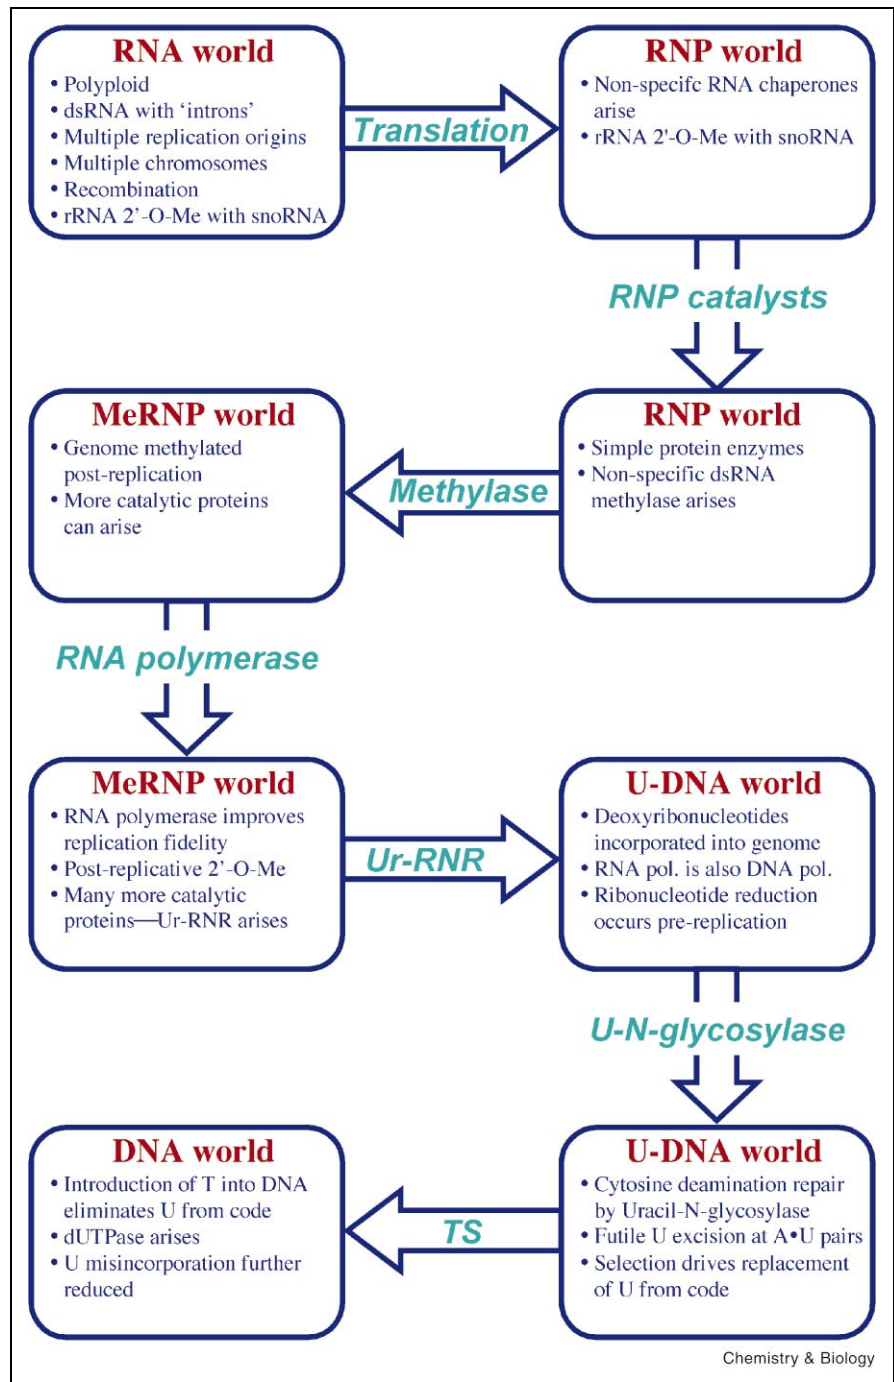 RNA world
• Polyploid
• dsRNA with ‘introns’
• Multiple replication origins
• Multiple chromosomes
• Recombination
• rRNA 2’-O-Me with snoRNA
Translation
RNP world
• Non-specifc RNA chaperones
arise
• rRNA 2'-O-Me with snoRNA
RNP catalysts
RNP world
• Simple protein enzymes
• Non-specific dsRNA
methylase arises
Methylase
MeRNP world
• Genome methylated
post-replication
• More catalytic proteins
can arise
RNA polymerase
MeRNP world
• RNA polymerase improves
replication fidelity
• Post-replicative 2’-O-Me
• Many more catalytic
proteins—Ur-RNR arises
Ur-RNR
U-DNA world
• Deoxyribonucleotides
incorporated into genome
• RNA pol. is also DNA pol.
• Ribonucleotide reduction
occurs pre-replication
U-N-glycosylase
U-DNA world
• Cytosine deamination repair
by Uracil-N-glycosylase
• Futile U excision at A•U pairs
• Selection drives replacement
of U from code
TS
DNA world
• Introduction of T into DNA
eliminates U from code
• dUTPase arises
• U misincorporation further
reduced
Chemistry & Biology